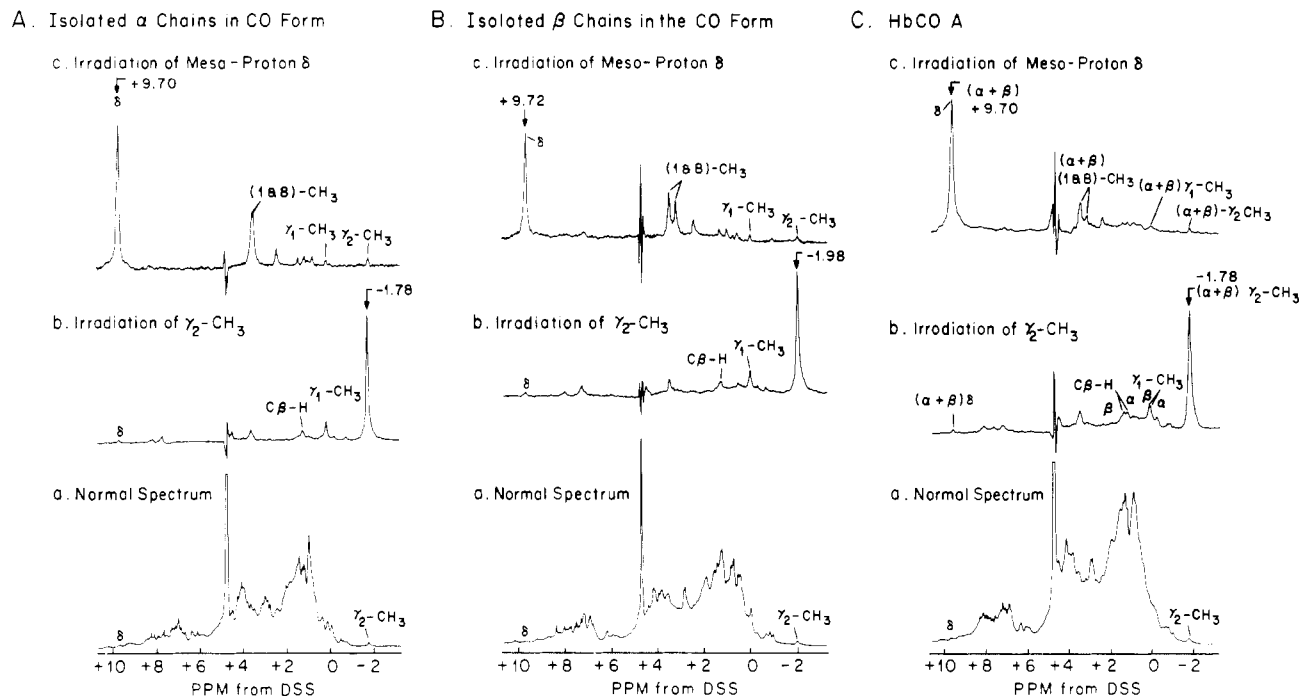 A. Isolated α Chains in CO Form
c. Irradiation of Meso-Proton δ
+9.70
δ
(1&8)-CH3
γ1-CH3 γ2-CH3
b. Irradiation of γ2-CH3
-1.78
δ
Cβ-H
γ1-CH3
a. Normal Spectrum
δ
γ2-CH3
+10 +8 +6 +4 +2 0 -2
PPM from DSS
B. Isolated β Chains in the CO Form
c. Irradiation of Meso-Proton δ
+9.72
δ
(1&8)-CH3
γ1-CH3
γ2-CH3
b. Irradiation of γ2-CH3
-1.98
δ
Cβ-H
γ1-CH3
a. Normal Spectrum
δ
γ2-CH3
+10 +8 +6 +4 +2 0 -2
PPM from DSS
C. HbCO A
c. Irradiation of Meso-Proton δ
(α+β)
δ
+9.70
(α+β)
(1&8)-CH3
(α+β) γ1-CH3
(α+β)-γ2CH3
b. Irradiation of γ2-CH3
-1.78
(α+β) γ2-CH3
(α+β)δ
Cβ-H
β α
γ1-CH3
β α
a. Normal Spectrum
δ
γ2-CH3
+10 +8 +6 +4 +2 0 -2
PPM from DSS